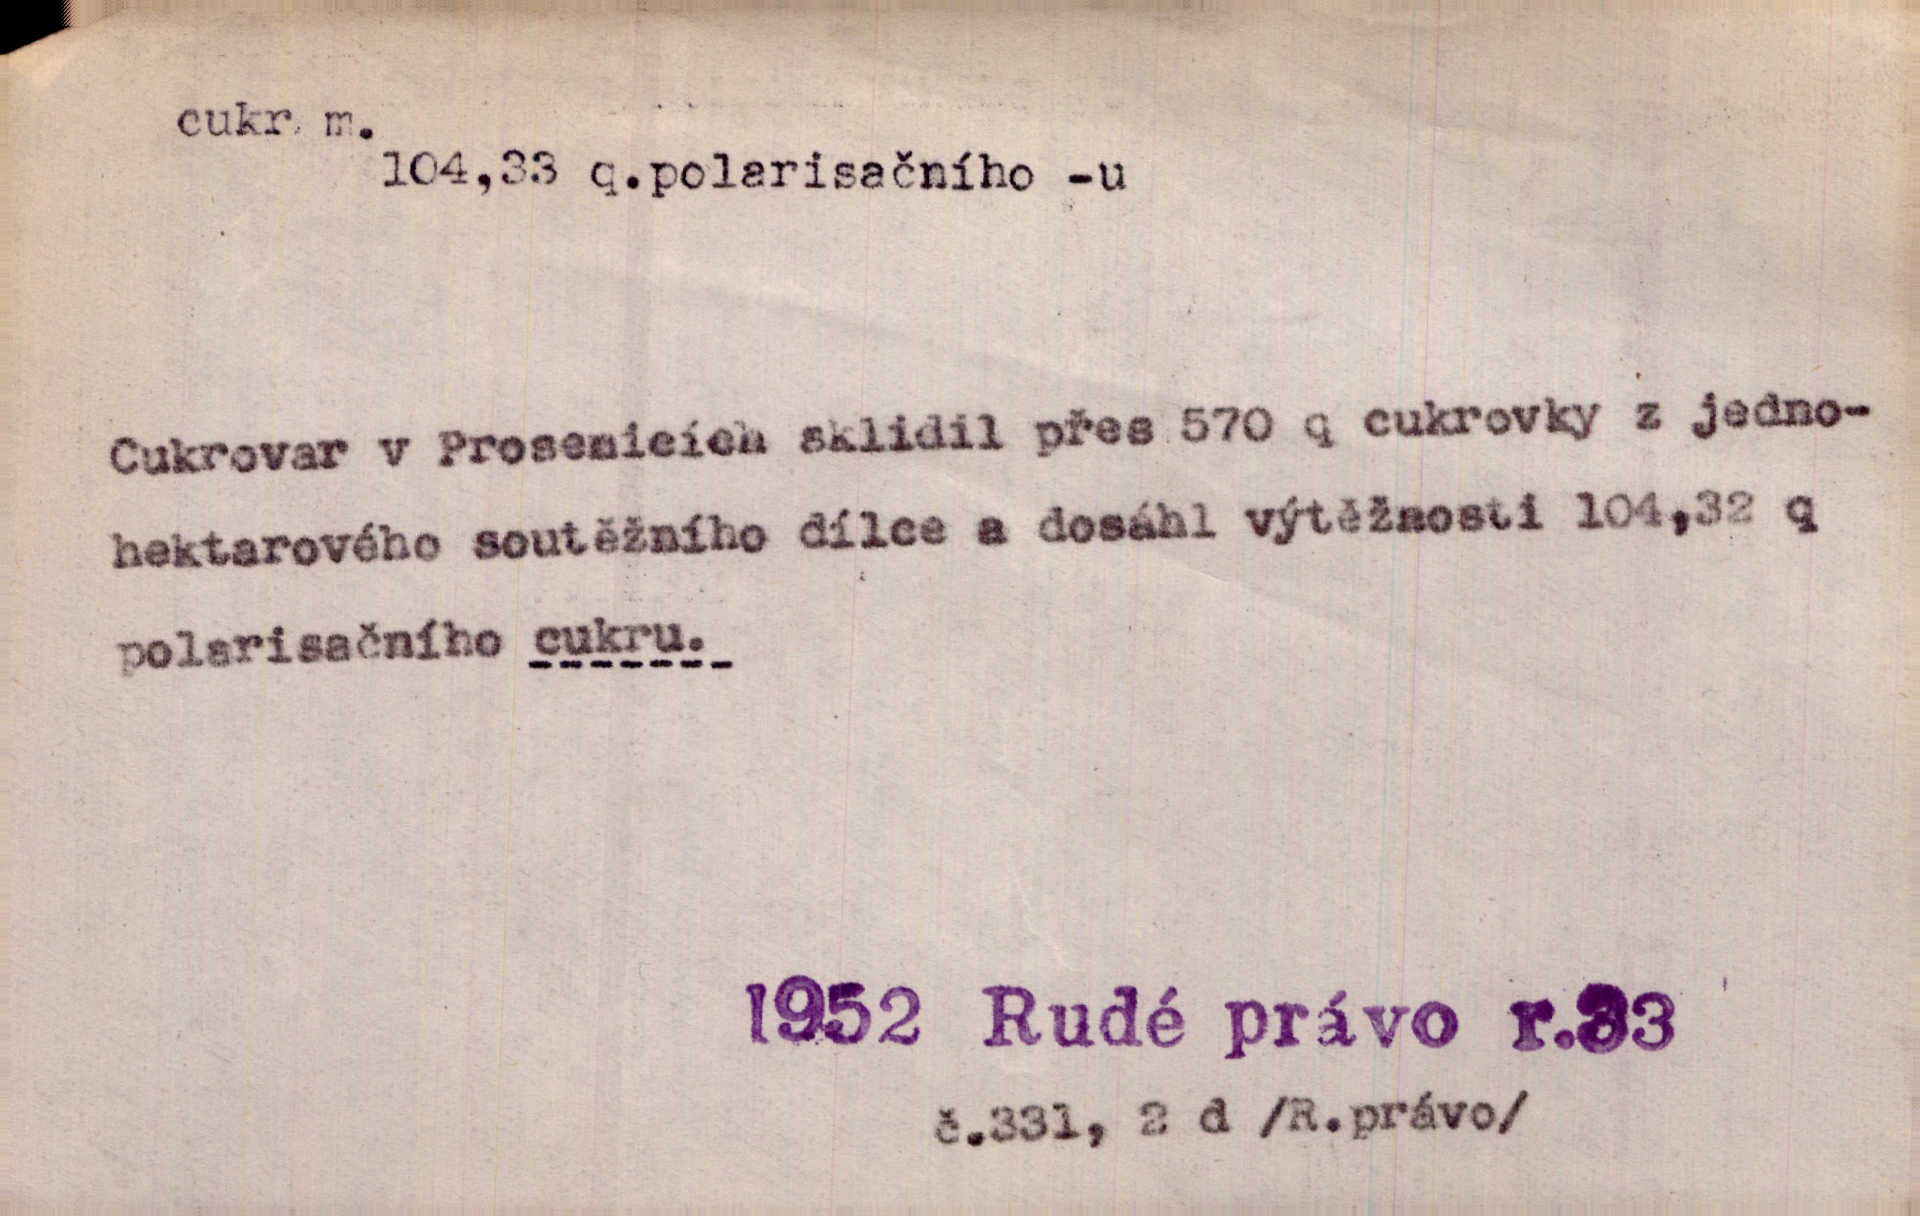 cukr m.
104,33 q.polarisačního -u
Cukrovar v Prosenicích sklidil přes 570 q cukrovky z jedno-
hektarového soutěžního dílce a dosáhl výtěžnosti 104,32 q
polarisačního cukru.
1952 Rudé právo r.33
č.331, 2 d /R.právo/